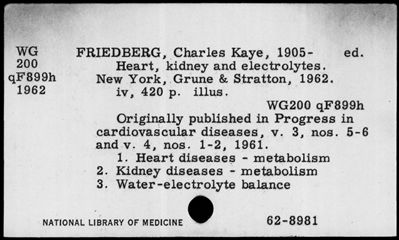 WG
200
qF899h
1962
FRIEDBERG, Charles Kaye, 1905- ed.
Heart, kidney and electrolytes.
New York, Grune & Stratton, 1962.
iv, 420 p. illus.
WG200 qF899h
Originally published in Progress in
cardiovascular diseases, v. 3, nos. 5-6
and v. 4, nos. 1-2, 1961.
1. Heart diseases - metabolism
2. Kidney diseases - metabolism
3. Water-electrolyte balance
NATIONAL LIBRARY OF MEDICINE 62-8981